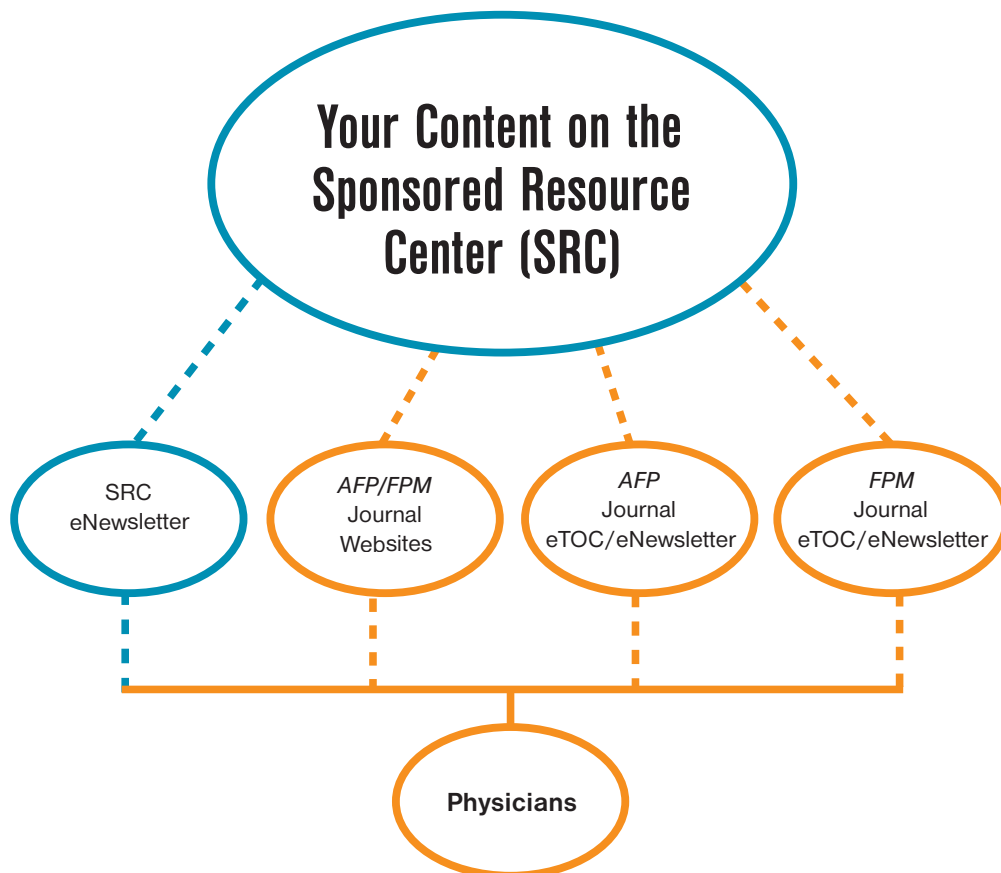 Your Content on the
Sponsored Resource
Center (SRC)
SRC
eNewsletter
AFP/FPM
Journal
Websites
AFP
Journal
eTOC/eNewsletter
FPM
Journal
eTOC/eNewsletter
Physicians